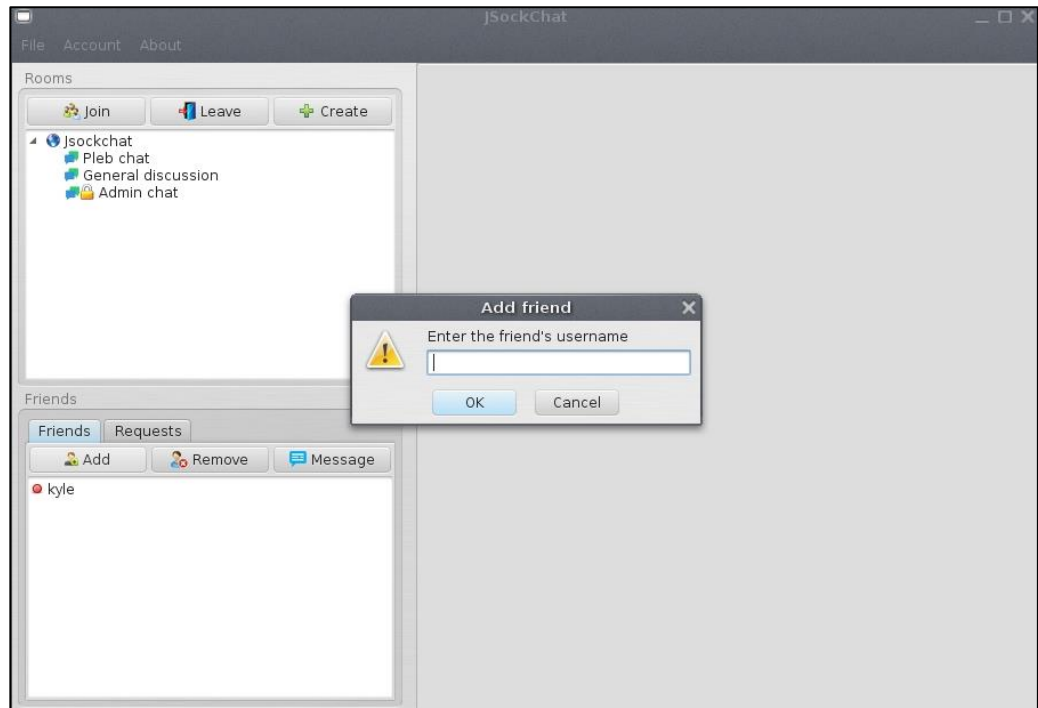 JSockChat
File Account About
Rooms
Join Leave Create
Jsockchat
Pleb chat
General discussion
Admin chat
Add friend
Enter the friend's username
OK Cancel
Friends
Friends Requests
Add Remove Message
kyle